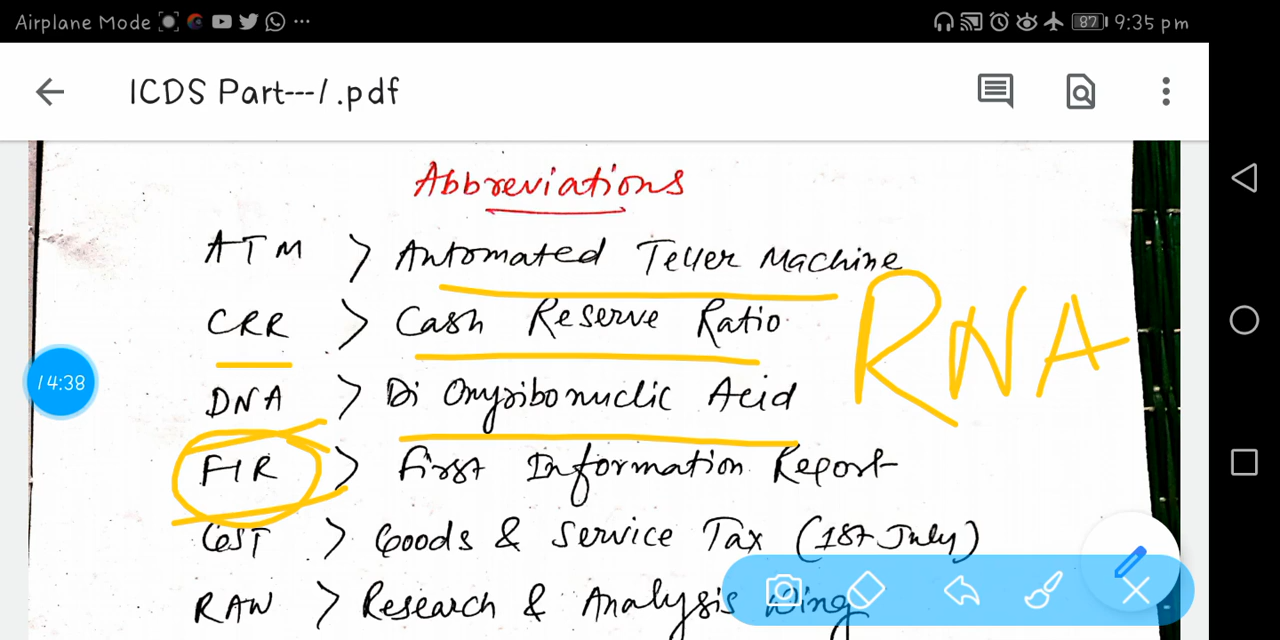 Airplane Mode ... 87 9:35 pm
ICDS Part---1 .pdf
Abbreviations
ATM > Automated Teller Machine
CRR > Cash Reserve Ratio
RNA
DNA > Di Onyribonuclic Acid
FIR > First Information Report
GST > Goods & Service Tax (1st July)
RAW > Research & Analysis Wing
14:38